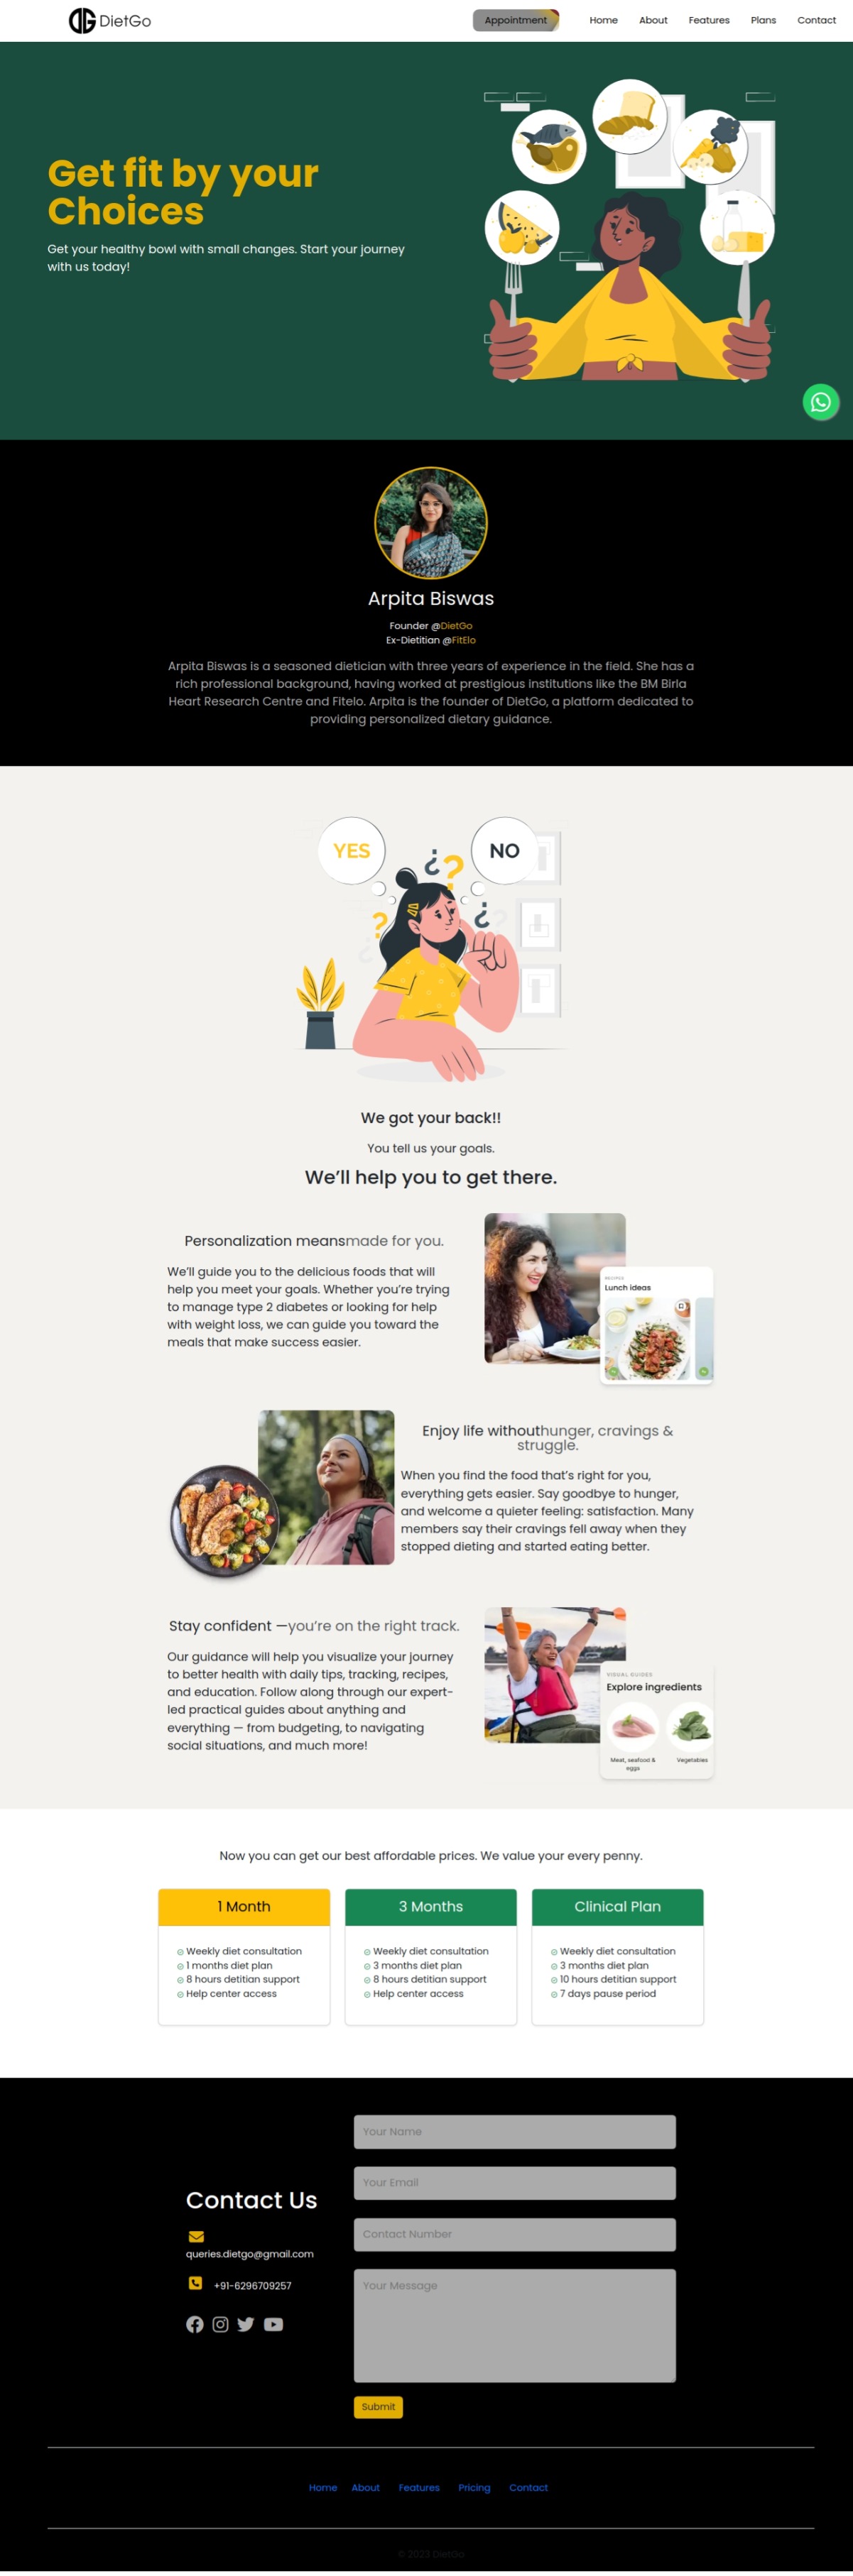 DG DietGo
Appointment
Home
About
Features
Plans
Contact
Get fit by your
Choices
Get your healthy bowl with small changes. Start your journey
with us today!
Arpita Biswas
Founder @DietGo
Ex-Dietitian @FitElo
Arpita Biswas is a seasoned dietician with three years of experience in the field. She has a
rich professional background, having worked at prestigious institutions like the BM Birla
Heart Research Centre and Fitelo. Arpita is the founder of DietGo, a platform dedicated to
providing personalized dietary guidance.
YES
NO
We got your back!!
You tell us your goals.
We'll help you to get there.
Personalization meansmade for you.
We'll guide you to the delicious foods that will
help you meet your goals. Whether you're trying
to manage type 2 diabetes or looking for help
with weight loss, we can guide you toward the
meals that make success easier.
RECIPES
Lunch ideas
Enjoy life withouthunger, cravings &
struggle.
When you find the food that's right for you,
everything gets easier. Say goodbye to hunger,
and welcome a quieter feeling: satisfaction. Many
members say their cravings fell away when they
stopped dieting and started eating better.
Stay confident —you're on the right track.
Our guidance will help you visualize your journey
to better health with daily tips, tracking, recipes,
and education. Follow along through our expert-
led practical guides about anything and
everything — from budgeting, to navigating
social situations, and much more!
VISUAL GUIDES
Explore ingredients
Meat, seafood &
eggs
Vegetables
Now you can get our best affordable prices. We value your every penny.
1 Month
Weekly diet consultation
1 months diet plan
8 hours detitian support
Help center access
3 Months
Weekly diet consultation
3 months diet plan
8 hours detitian support
Help center access
Clinical Plan
Weekly diet consultation
3 months diet plan
10 hours detitian support
7 days pause period
Contact Us
queries.dietgo@gmail.com
+91-6296709257
Your Name
Your Email
Contact Number
Your Message
Submit
Home
About
Features
Pricing
Contact
© 2023 DietGo